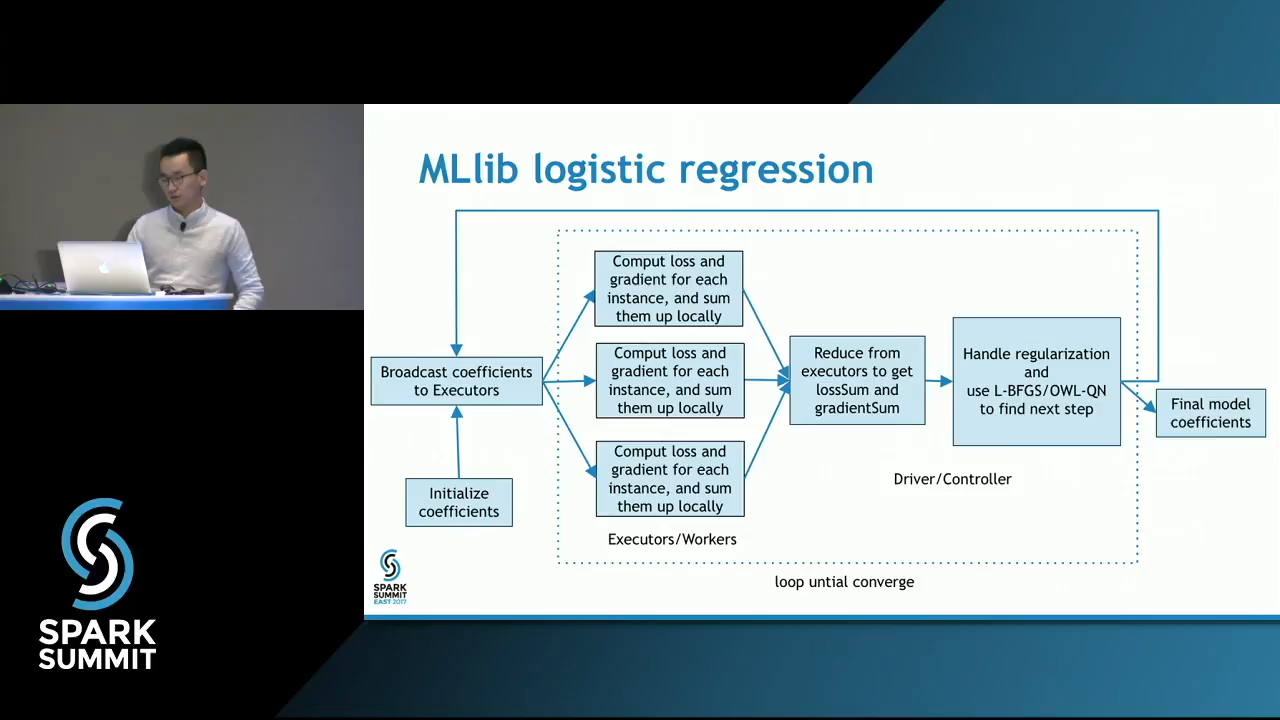 MLlib logistic regression
Comput loss and
gradient for each
instance, and sum
them up locally
Broadcast coefficients
to Executors
Comput loss and
gradient for each
instance, and sum
them up locally
Reduce from
executors to get
lossSum and
gradientSum
Handle regularization
and
use L-BFGS/OWL-QN
to find next step
Final model
coefficients
Initialize
coefficients
Comput loss and
gradient for each
instance, and sum
them up locally
Driver/Controller
Executors/Workers
loop untial converge
SPARK
SUMMIT
EAST 2017
SPARK
SUMMIT